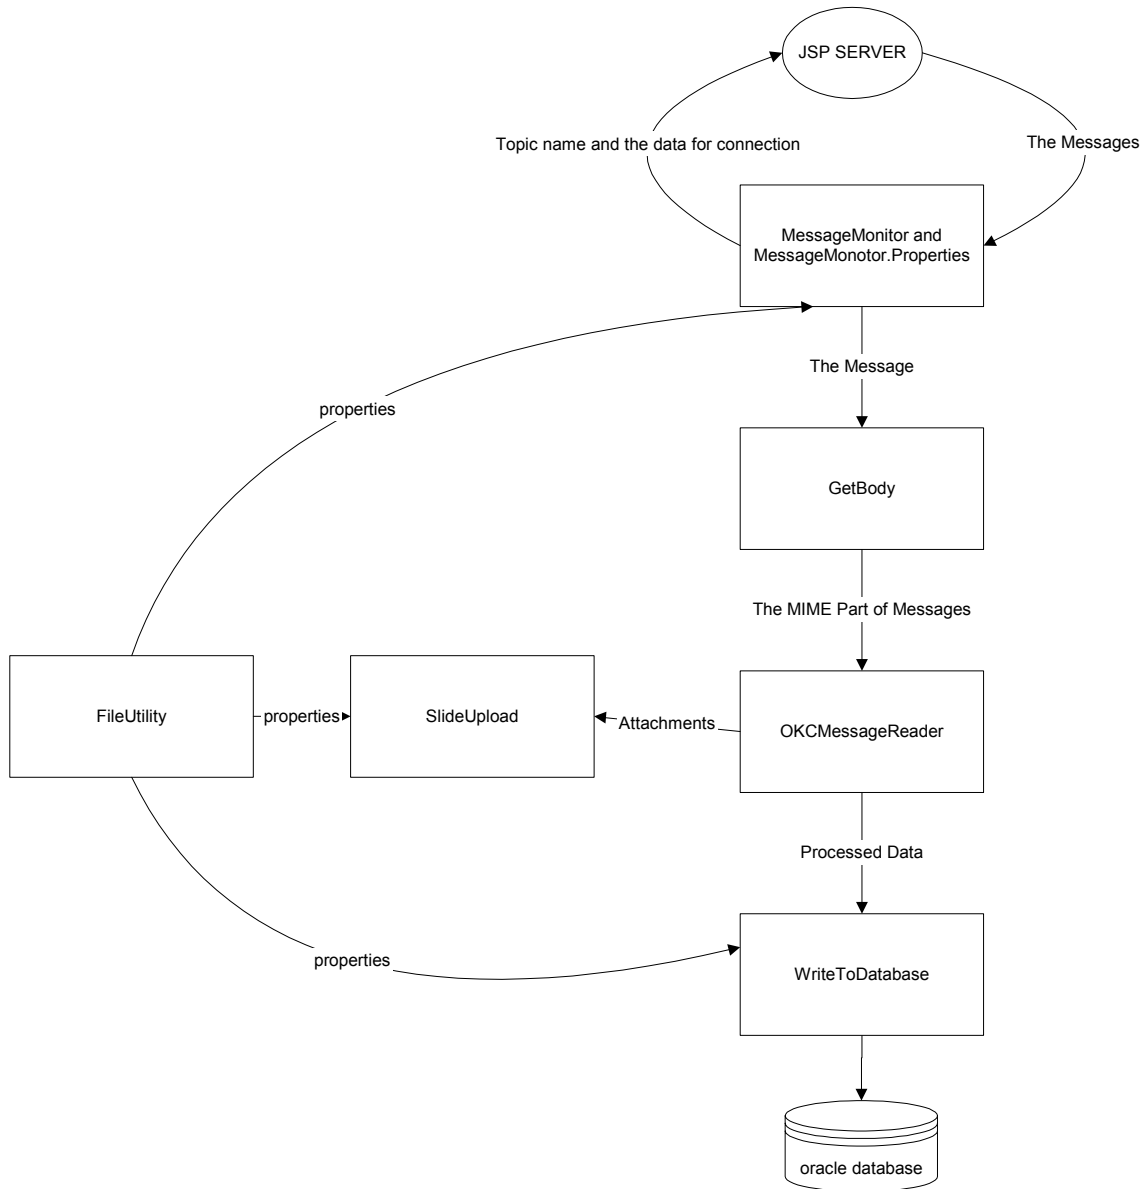 JSP SERVER
Topic name and the data for connection
The Messages
MessageMonitor and
MessageMonotor.Properties
The Message
properties
GetBody
The MIME Part of Messages
FileUtility
properties
SlideUpload
Attachments
OKCMessageReader
Processed Data
properties
WriteToDatabase
oracle database